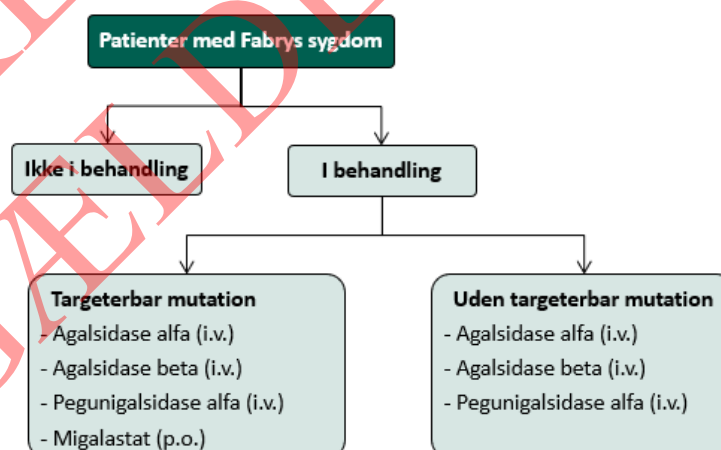 Patienter med Fabrys sygdom
Ikke i behandling
I behandling
Targeterbar mutation
- Agalsidase alfa (i.v.)
- Agalsidase beta (i.v.)
- Pegunigalsidase alfa (i.v.)
- Migalastat (p.o.)
Uden targeterbar mutation
- Agalsidase alfa (i.v.)
- Agalsidase beta (i.v.)
- Pegunigalsidase alfa (i.v.)